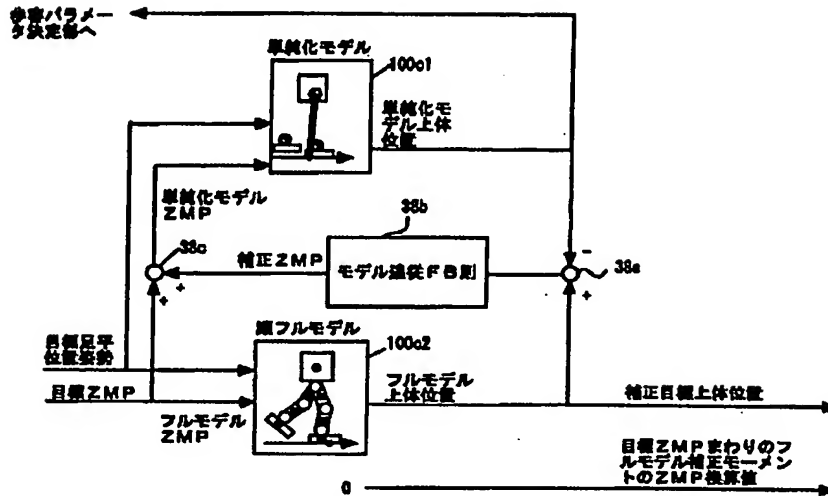 歩容パラメー
タ決定部へ
単純化モデル
100c1
単純化モ
デル上体
位置
単純化モデル
ZMP
38b
38c
補正ZMP
モデル追従FB則
38a
-
+
+
+
目標足平
位置姿勢
逆フルモデル
100c2
目標ZMP
フルモデル
ZMP
フルモデル
上体位置
補正目標上体位置
目標ZMPまわりのフ
ルモデル補正モーメン
トのZMP換算値
0